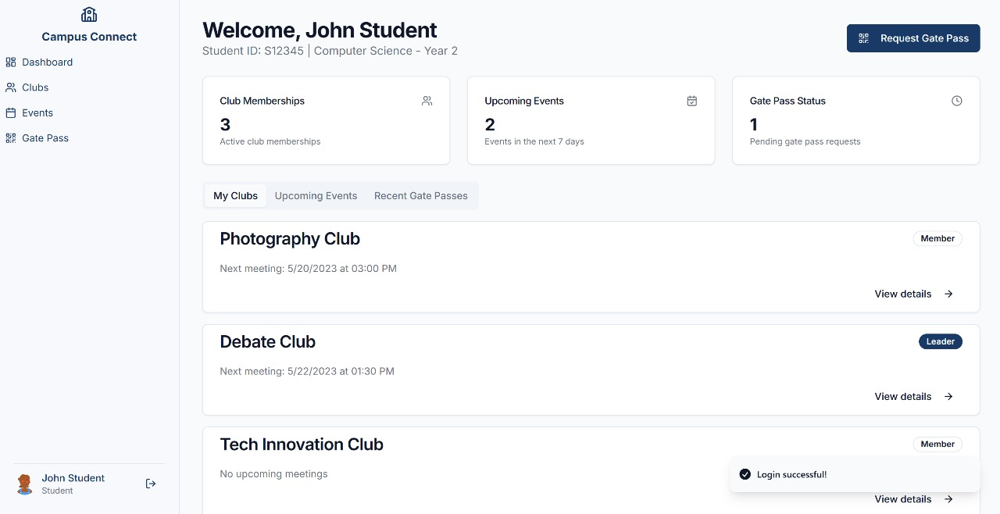 Campus Connect
Dashboard
Clubs
Events
Gate Pass
John Student
Student
Welcome, John Student
Student ID: S12345 | Computer Science - Year 2
Request Gate Pass
Club Memberships
3
Active club memberships
Upcoming Events
2
Events in the next 7 days
Gate Pass Status
1
Pending gate pass requests
My Clubs Upcoming Events Recent Gate Passes
Photography Club
Member
Next meeting: 5/20/2023 at 03:00 PM
View details
Debate Club
Leader
Next meeting: 5/22/2023 at 01:30 PM
View details
Tech Innovation Club
Member
No upcoming meetings
Login successful!
View details